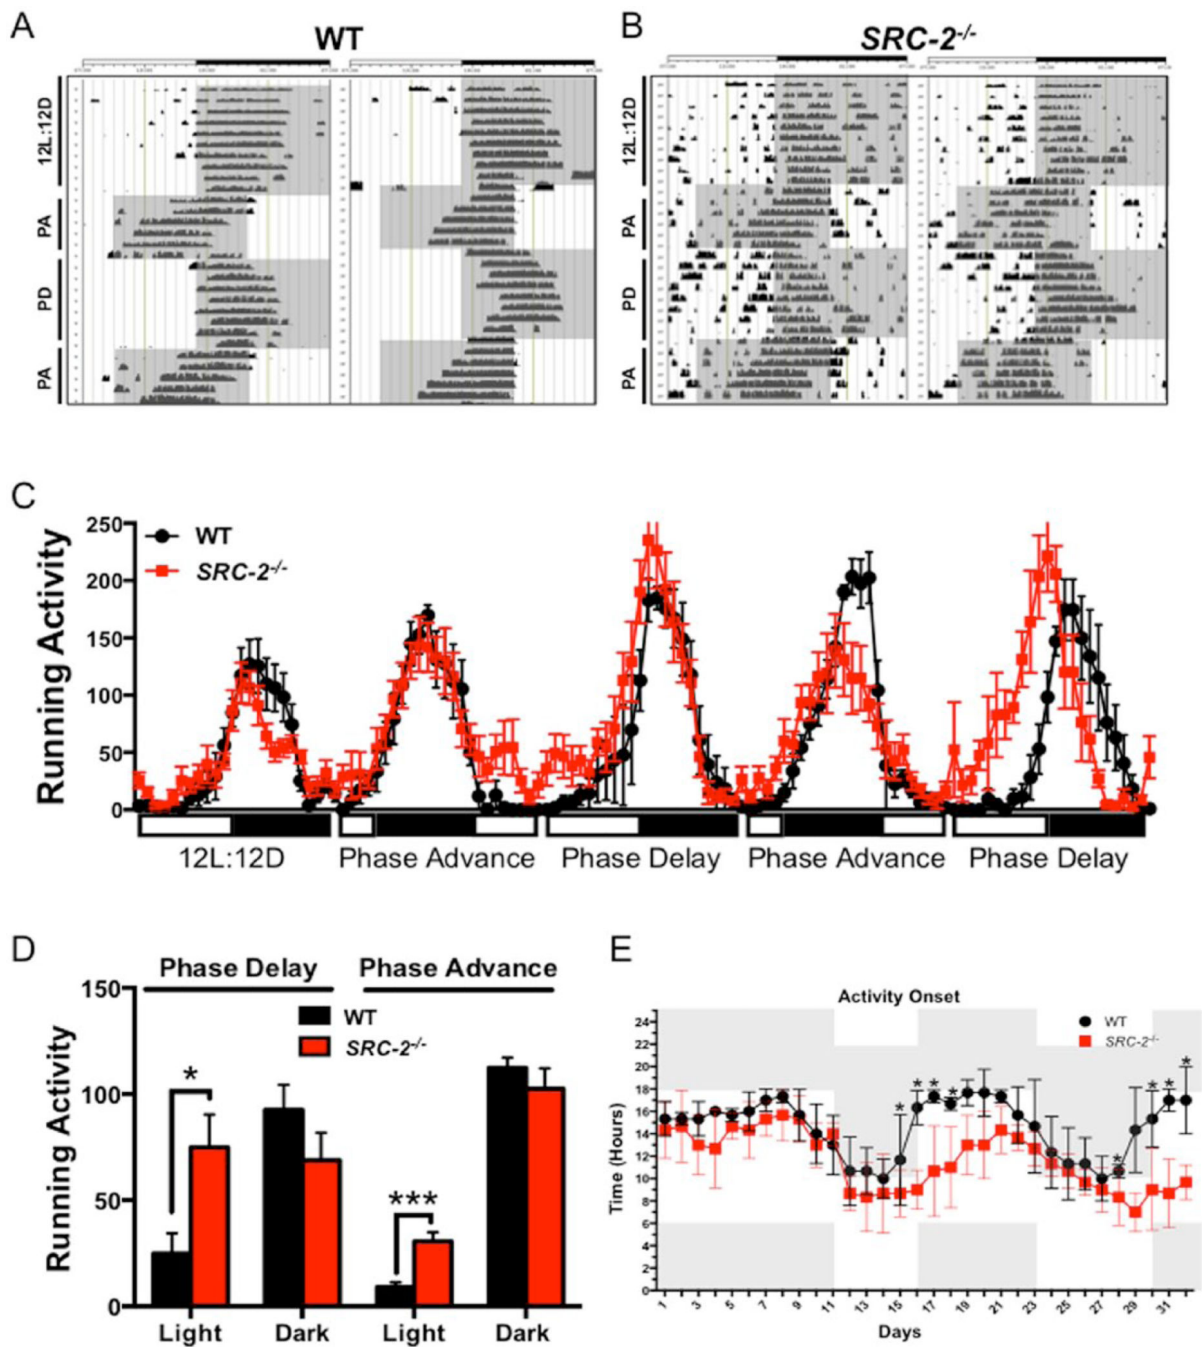 A
B
WT
SRC-2-/-
12L:12D
PA
PD
PA
12L:12D
PA
PD
PA
C
Running Activity
250
200
150
100
50
0
WT
SRC-2-/-
12L:12D
Phase Advance
Phase Delay
Phase Advance
Phase Delay
D
Phase Delay
Phase Advance
Running Activity
150
100
50
0
WT
SRC-2-/-
*
***
Light
Dark
Light
Dark
E
Activity Onset
Time (Hours)
24
22
20
18
16
14
12
10
8
6
4
2
0
WT
SRC-2-/-
* * * * * * * *
*
1 3 5 7 9 11 13 15 17 19 21 23 25 27 29 31
Days